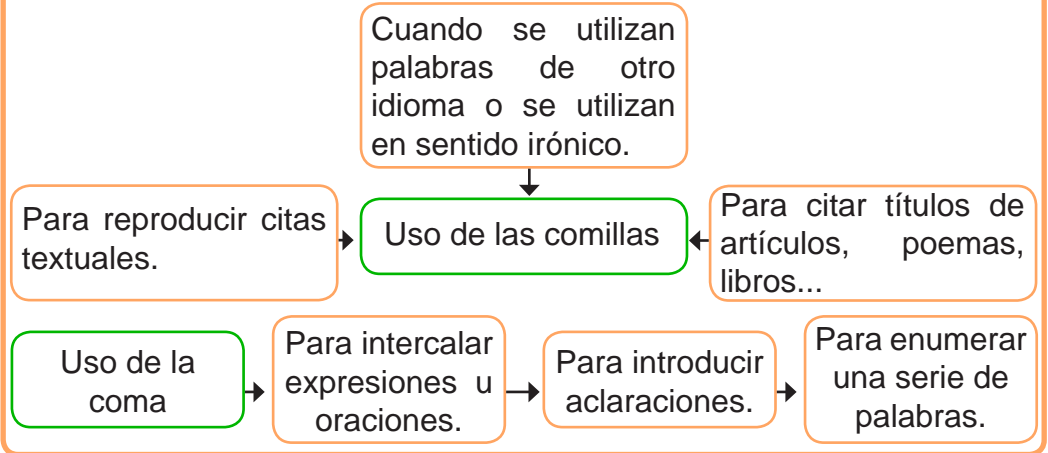 Cuando se utilizan
palabras de otro
idioma o se utilizan
en sentido irónico.
Para reproducir citas
textuales.
Uso de las comillas
Para citar títulos de
artículos, poemas,
libros...
Uso de la
coma
Para intercalar
expresiones u
oraciones.
Para introducir
aclaraciones.
Para enumerar
una serie de
palabras.